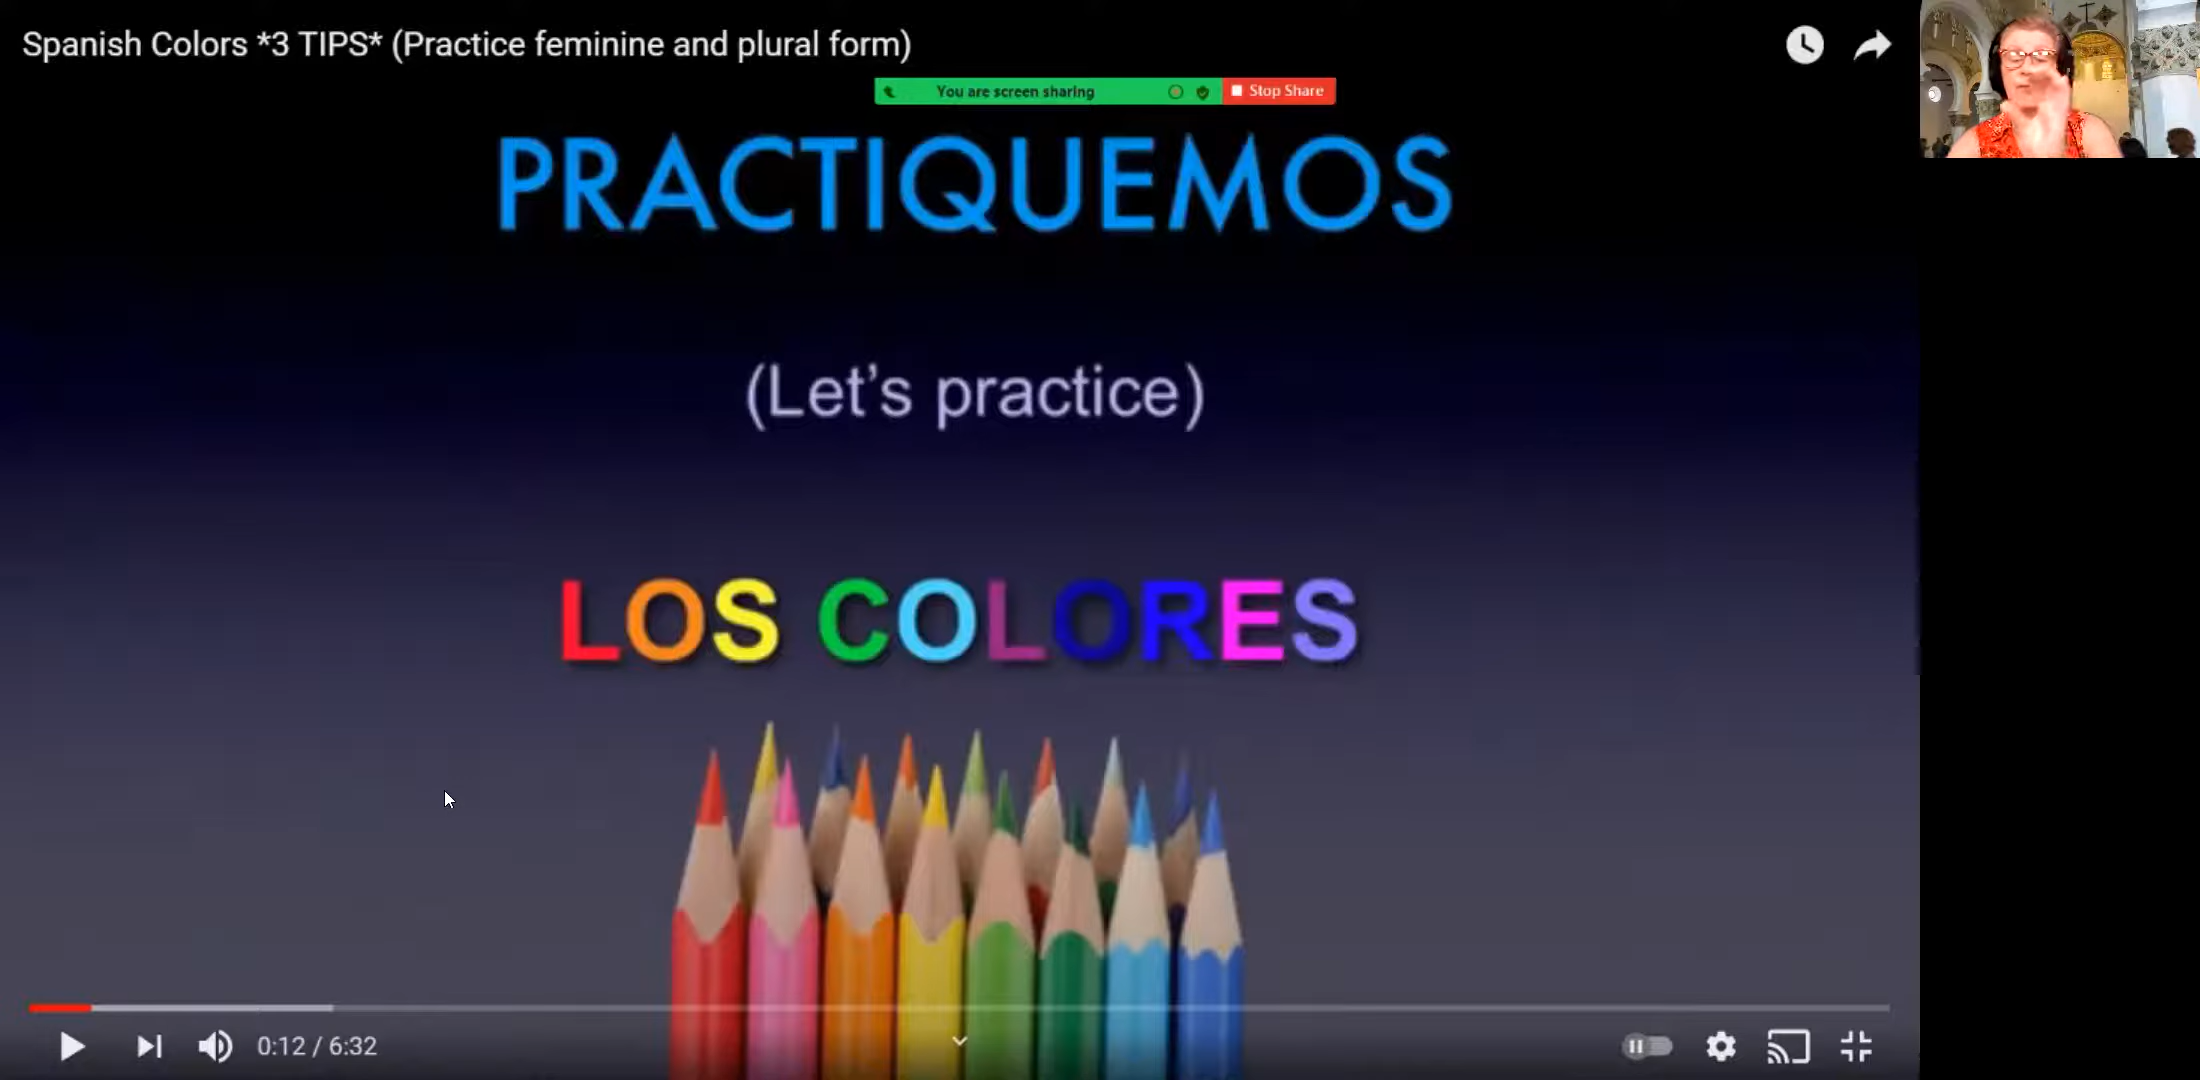 Spanish Colors *3 TIPS* (Practice feminine and plural form)
You are screen sharing
Stop Share
PRACTIQUEMOS
(Let's practice)
LOS COLORES
0:12 / 6:32